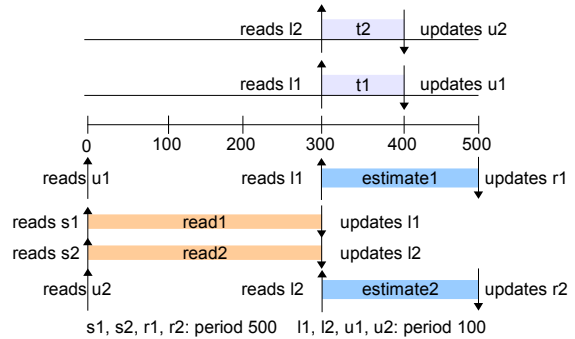 reads l2 t2 updates u2
reads l1 t1 updates u1
0 100 200 300 400 500
reads u1 reads l1 estimate1 updates r1
reads s1 read1 updates l1
reads s2 read2 updates l2
reads u2 reads l2 estimate2 updates r2
s1, s2, r1, r2: period 500 l1, l2, u1, u2: period 100